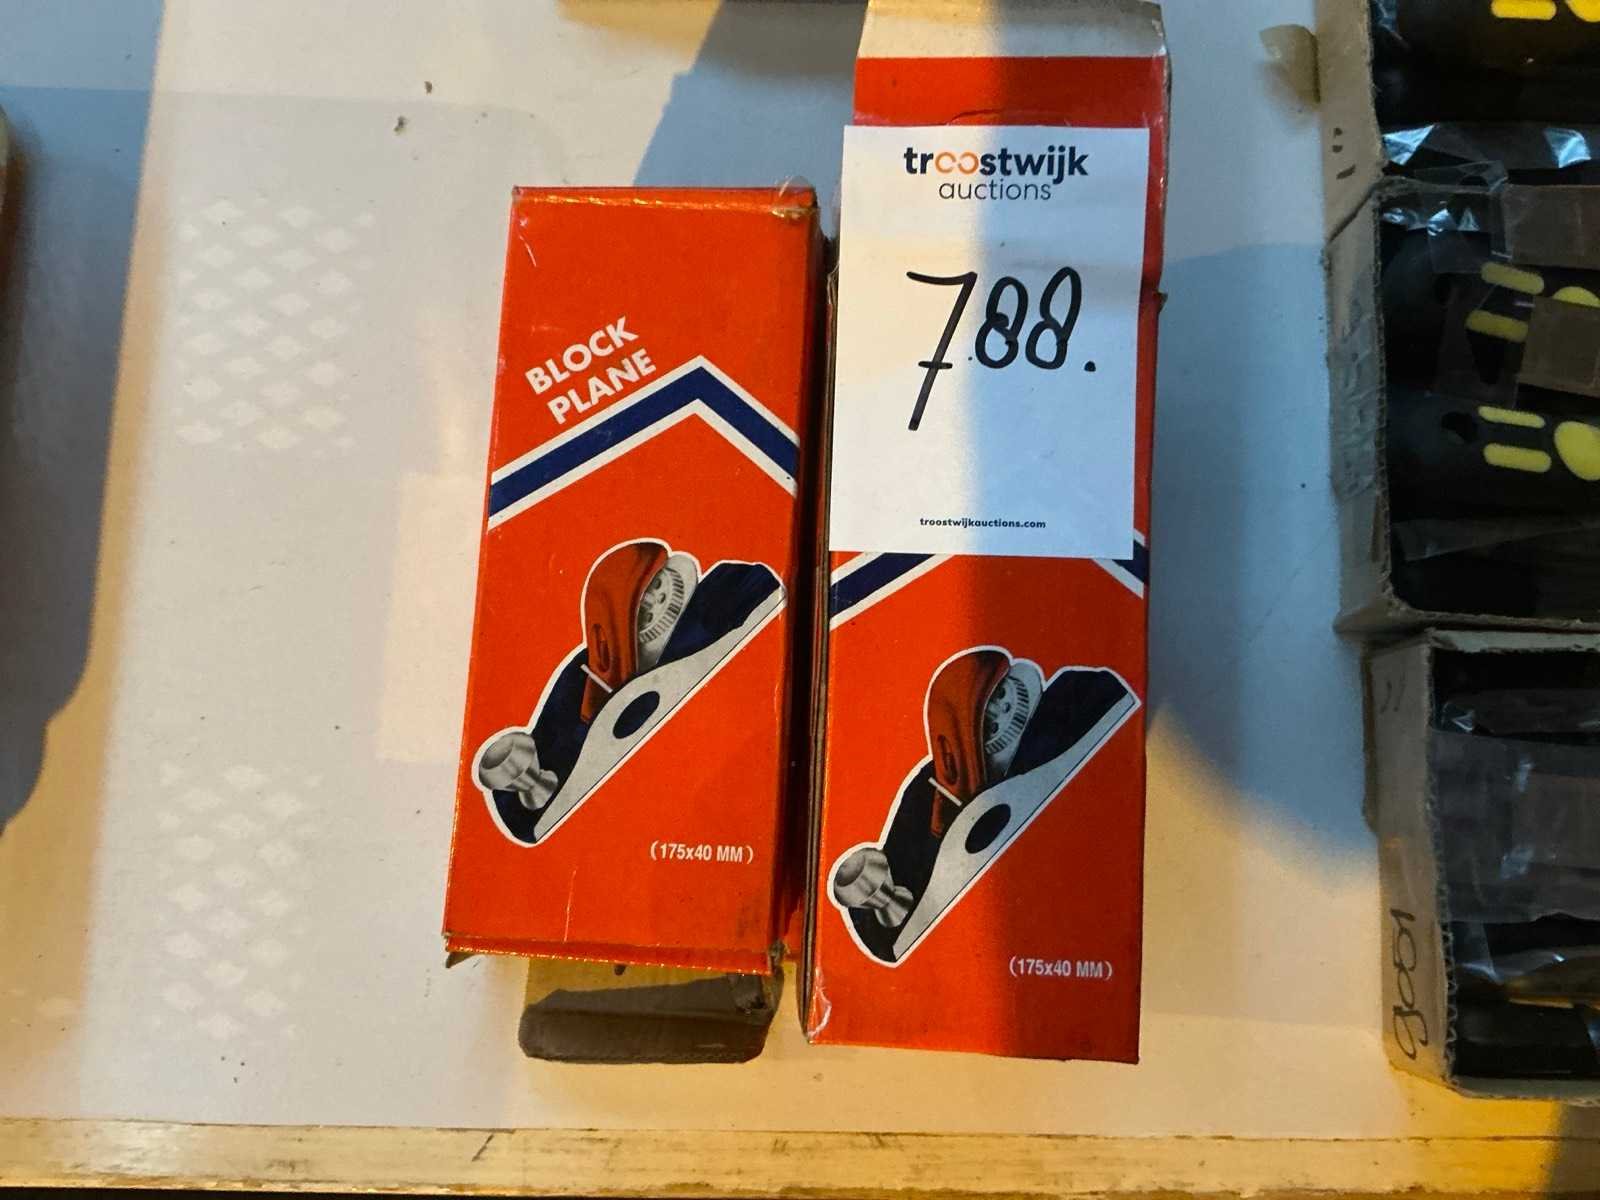 BLOCK
PLANE
(175x40 MM)
troostwijk
auctions
788.
troostwijkauctions.com
(175x40 MM)